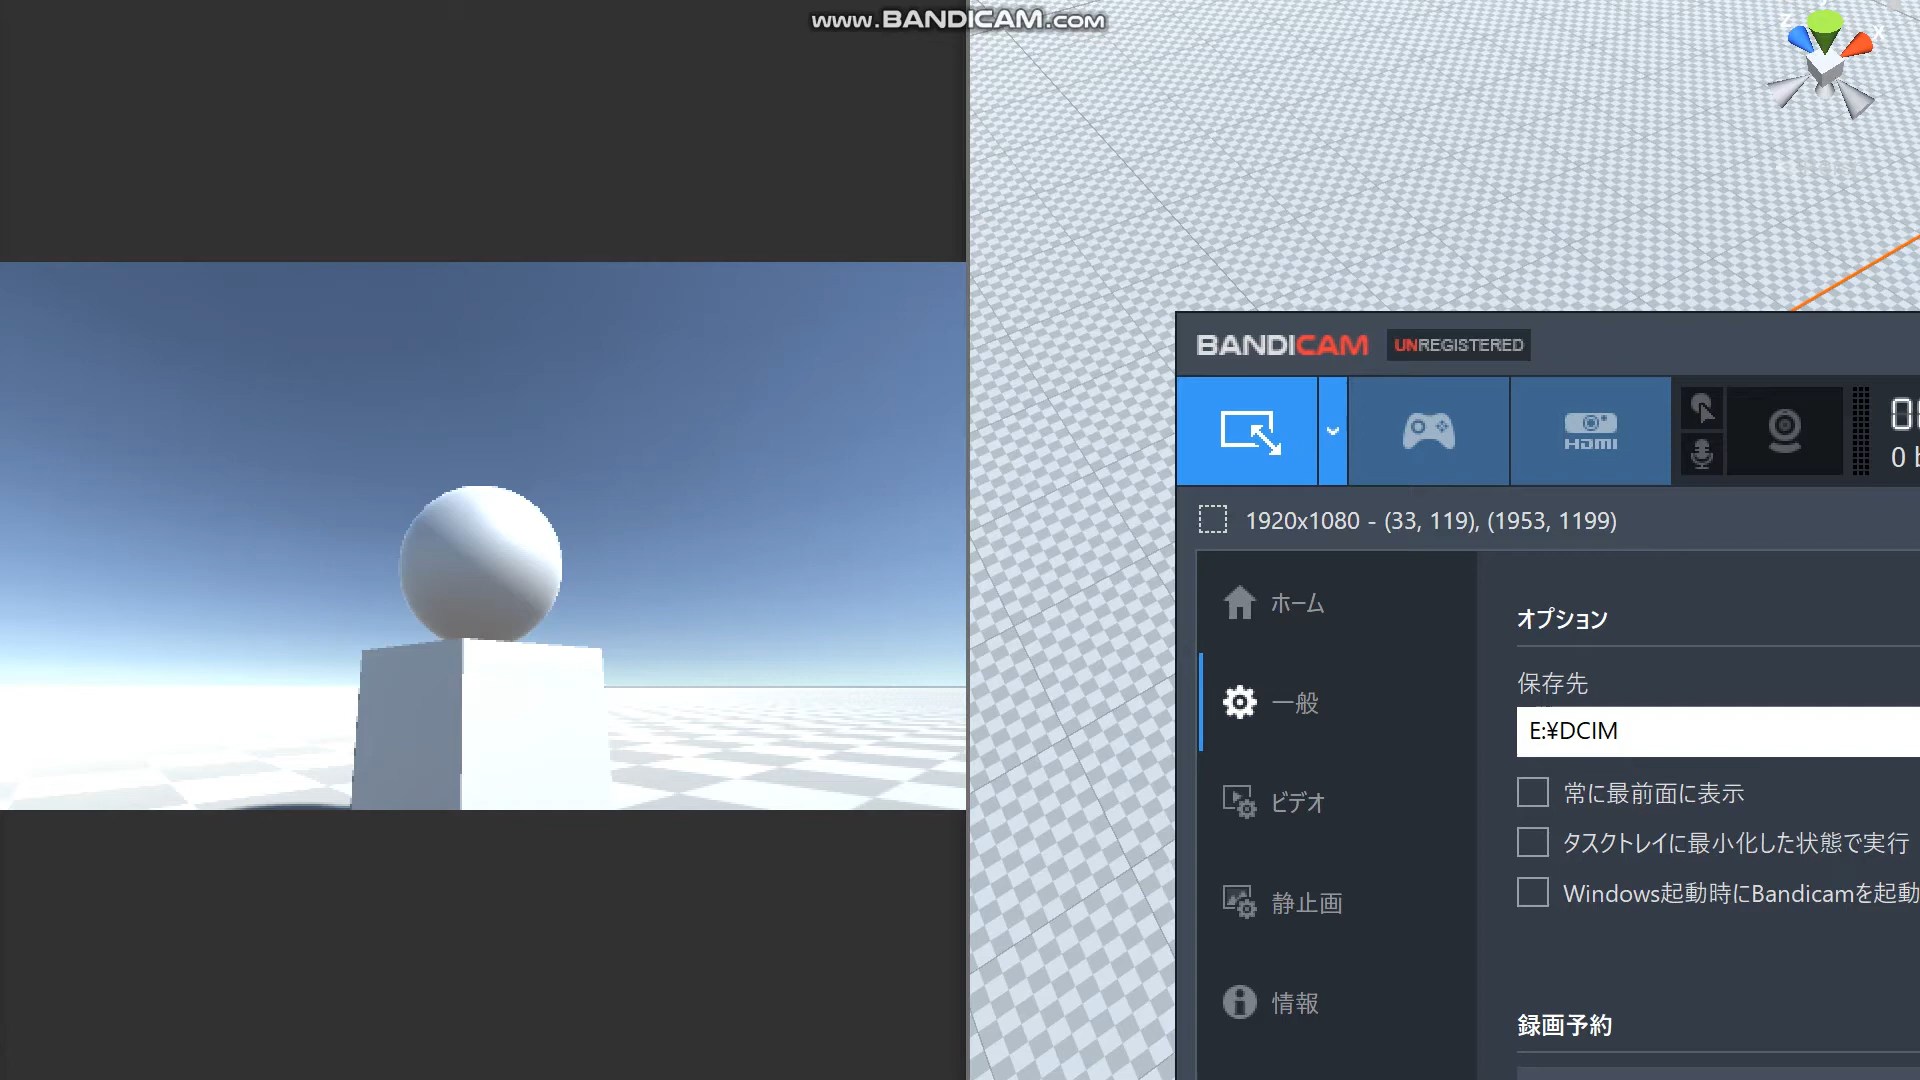 www.BANDICAM.com
Z
X
BANDICAM
UNREGISTERED
HDMI
0 b
1920x1080 - (33, 119), (1953, 1199)
ホーム
一般
ビデオ
静止画
情報
オプション
保存先
E:¥DCIM
常に最前面に表示
タスクトレイに最小化した状態で実行
Windows起動時にBandicamを起動
録画予約